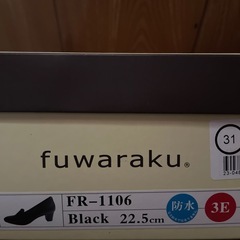 31
fuwaraku®
FR-1106 防水 3E
Black 22.5cm